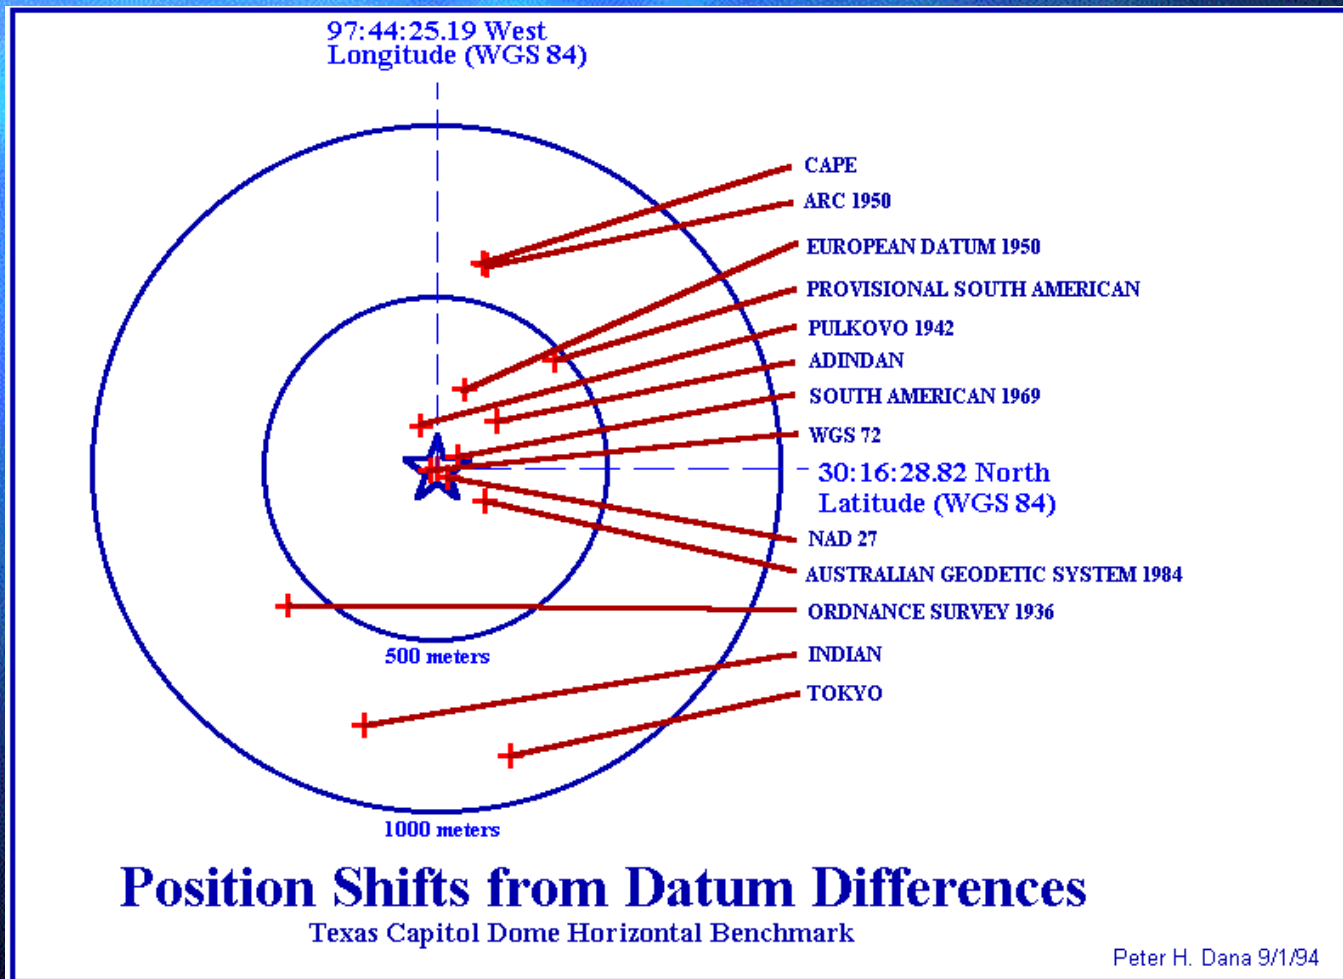 97:44:25.19 West
Longitude (WGS 84)
CAPE
ARC 1950
EUROPEAN DATUM 1950
PROVISIONAL SOUTH AMERICAN
PULKOVO 1942
ADINDAN
SOUTH AMERICAN 1969
WGS 72
30:16:28.82 North
Latitude (WGS 84)
NAD 27
AUSTRALIAN GEODETIC SYSTEM 1984
ORDNANCE SURVEY 1936
INDIAN
TOKYO
500 meters
1000 meters
Position Shifts from Datum Differences
Texas Capitol Dome Horizontal Benchmark
Peter H. Dana 9/1/94